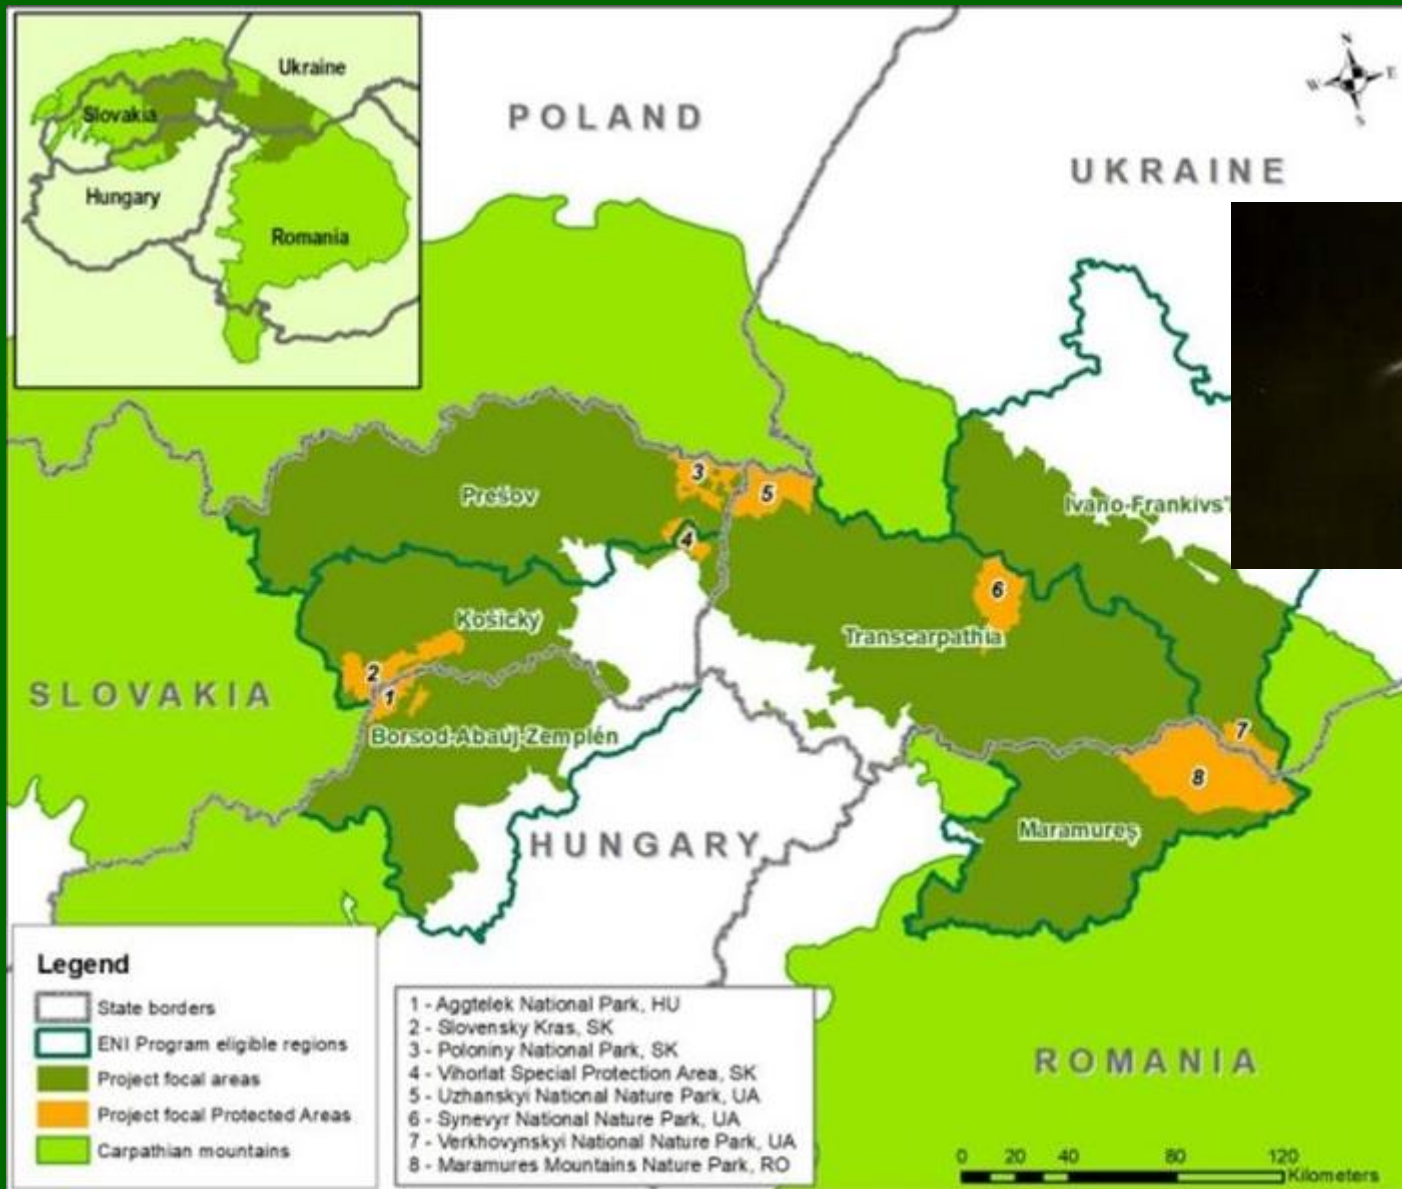 Ukraine
Slovakia
Hungary
Romania
POLAND
UKRAINE
N
W E
S
Prešov
3
5
4
Ivano-Frankivs'
6
Košický
Transcarpathia
2
1
SLOVAKIA
Borsod-Abaúj-Zemplén
7
8
HUNGARY
Maramureş
ROMANIA
Legend
State borders
ENI Program eligible regions
Project focal areas
Project focal Protected Areas
Carpathian mountains
1 - Aggtelek National Park, HU
2 - Slovensky Kras, SK
3 - Poloniny National Park, SK
4 - Vihorlat Special Protection Area, SK
5 - Uzhanskyi National Nature Park, UA
6 - Synevyr National Nature Park, UA
7 - Verkhovynskyi National Nature Park, UA
8 - Maramures Mountains Nature Park, RO
0 20 40 80 120
Kilometers